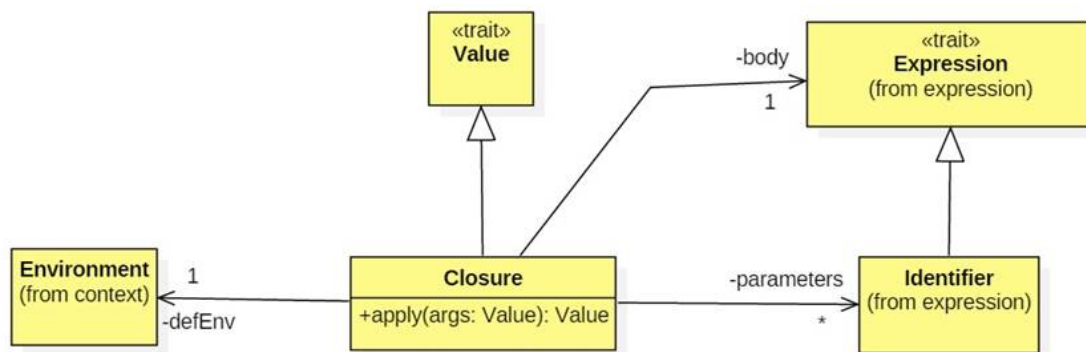 «trait»
Value
-body
1
«trait»
Expression
(from expression)
Environment
(from context)
1
-defEnv
Closure
+apply(args: Value): Value
-parameters
*
Identifier
(from expression)